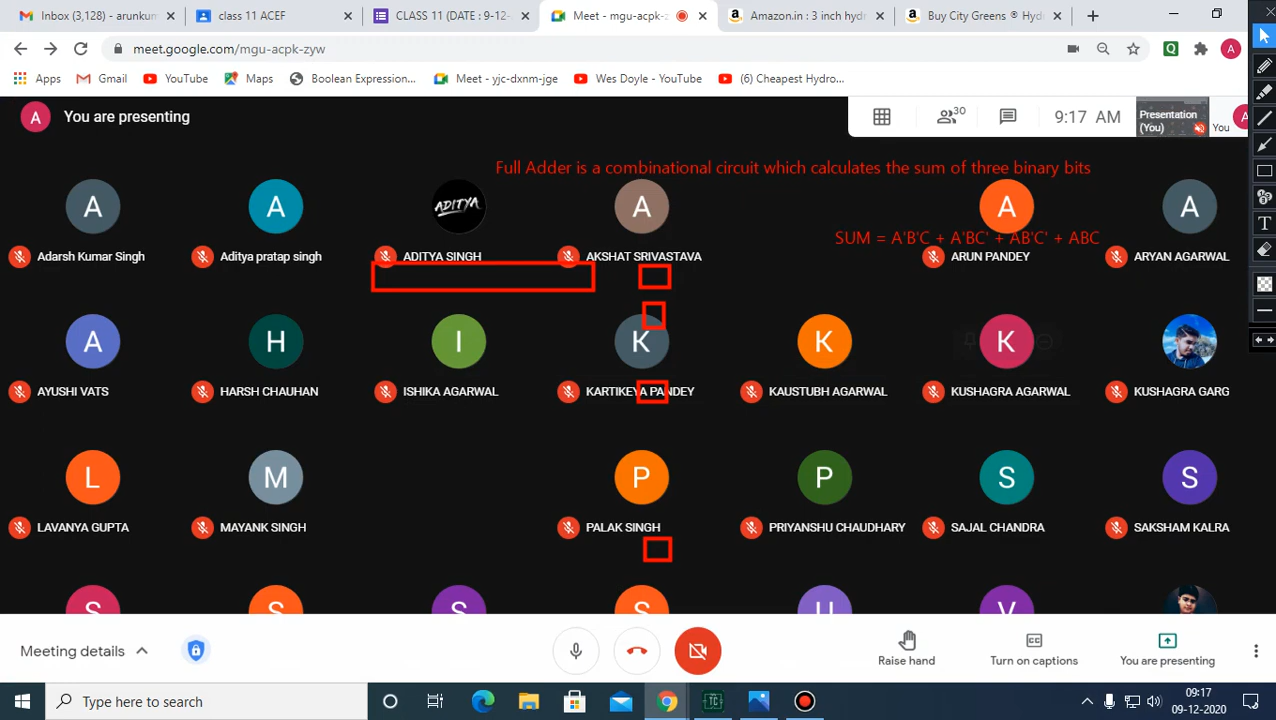 Inbox (3,128) - arunkum
class 11 ACEF
CLASS 11 (DATE : 9-12-
Meet - mgu-acpk-z
Amazon.in : 3 inch hydr
Buy City Greens ® Hyd
meet.google.com/mgu-acpk-zyw
Apps
Gmail
YouTube
Maps
Boolean Expression...
Meet - yjc-dxnm-jge
Wes Doyle - YouTube
(6) Cheapest Hydro...
A You are presenting
30
9:17 AM
Presentation
(You)
You
A
Full Adder is a combinational circuit which calculates the sum of three binary bits
SUM = A'B'C + A'BC' + AB'C' + ABC
A
A
ADITYA
A
A
A
Adarsh Kumar Singh
Aditya pratap singh
ADITYA SINGH
AKSHAT SRIVASTAVA
ARUN PANDEY
ARYAN AGARWAL
A
H
I
K
K
K
AYUSHI VATS
HARSH CHAUHAN
ISHIKA AGARWAL
KARTIKEYA PANDEY
KAUSTUBH AGARWAL
KUSHAGRA AGARWAL
KUSHAGRA GARG
L
M
P
P
S
S
LAVANYA GUPTA
MAYANK SINGH
PALAK SINGH
PRIYANSHU CHAUDHARY
SAJAL CHANDRA
SAKSHAM KALRA
S
S
S
S
U
V
Meeting details
Raise hand
Turn on captions
You are presenting
Type here to search
09:17
09-12-2020